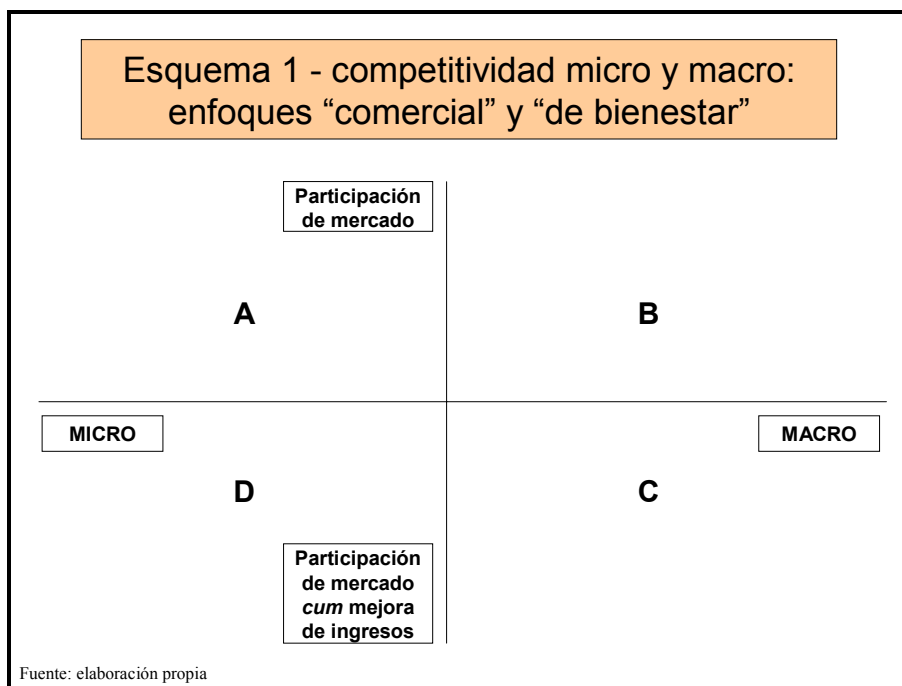 Esquema 1 - competitividad micro y macro:
enfoques “comercial” y “de bienestar”
Participación
de mercado
A
B
MICRO
MACRO
D
C
Participación
de mercado
cum mejora
de ingresos
Fuente: elaboración propia